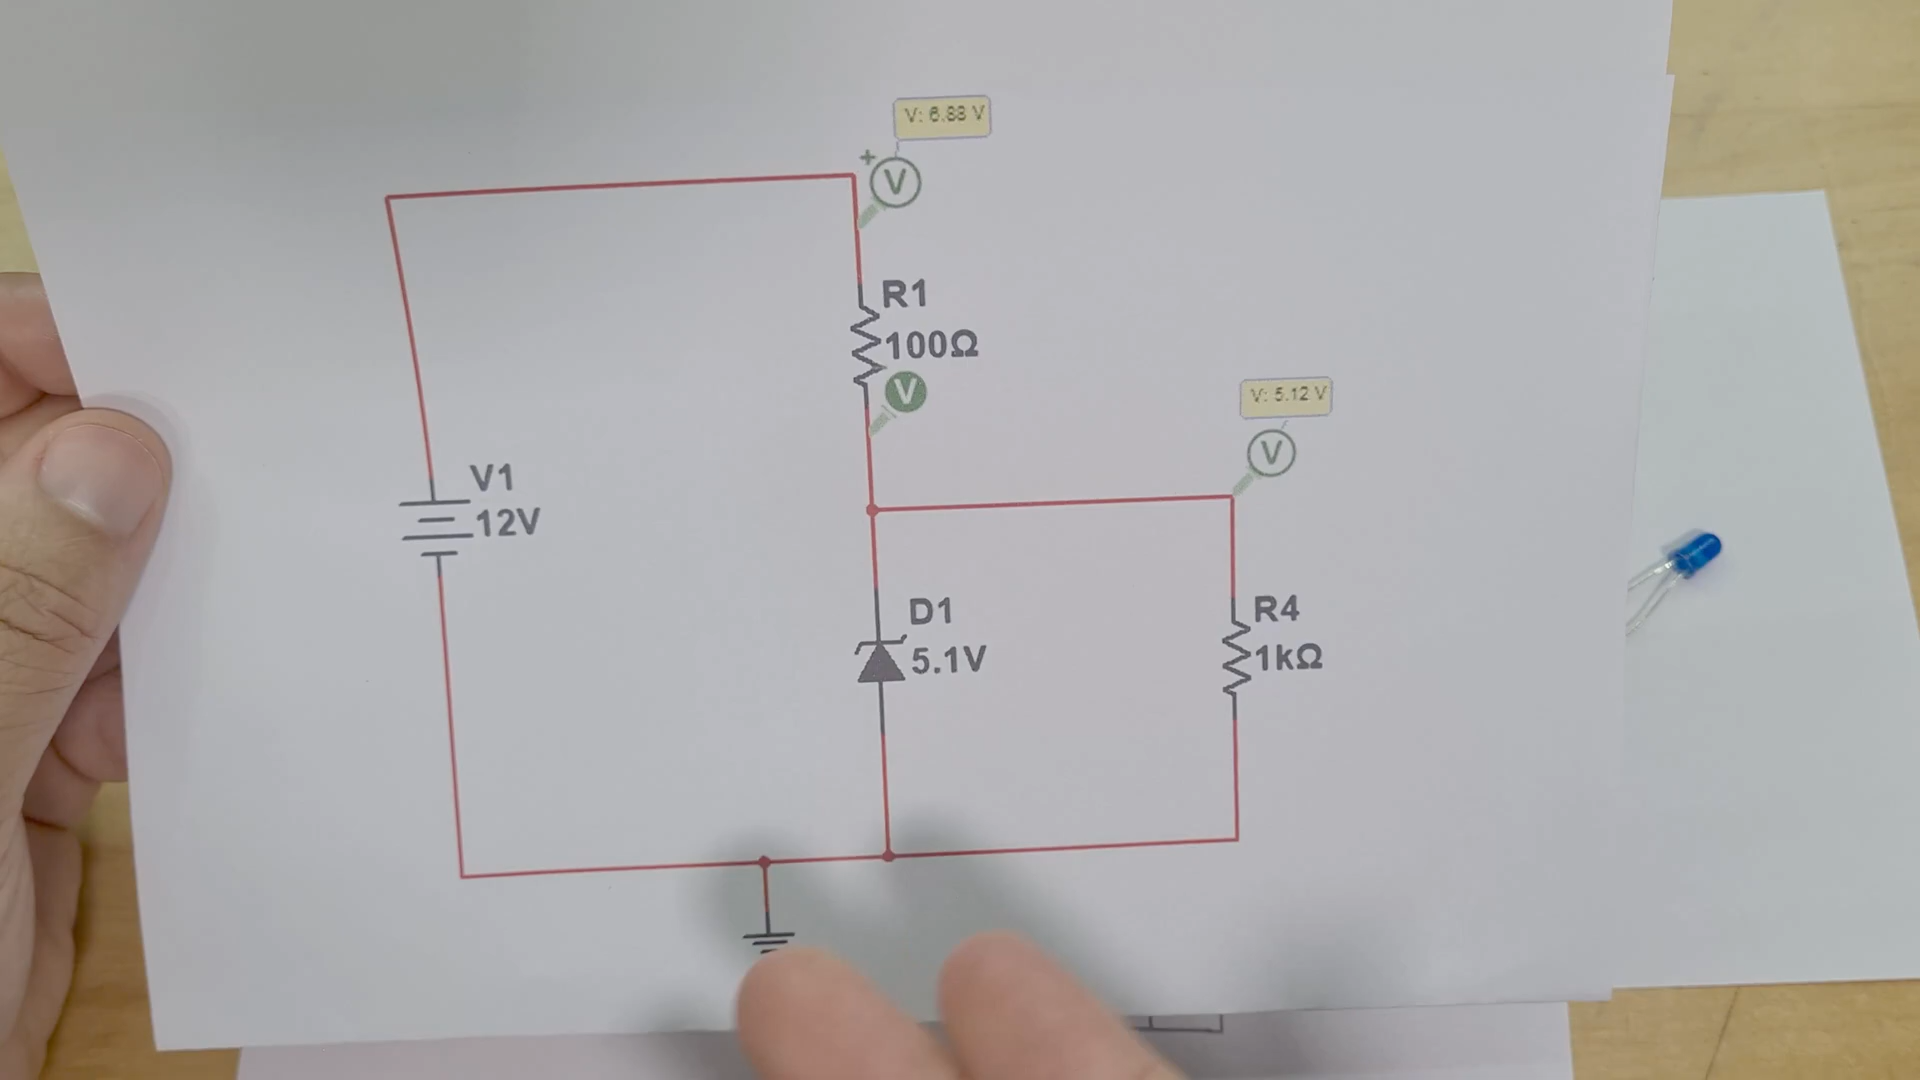 V: 6.88 V
+
V
R1
100Ω
V
V: 5.12 V
V
V1
12V
D1
5.1V
R4
1kΩ